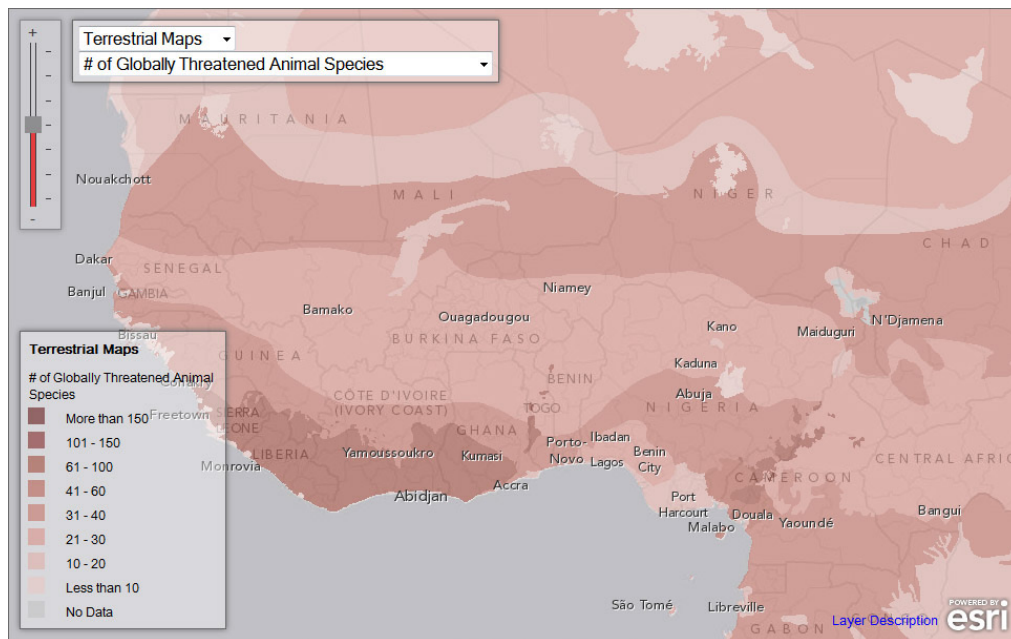 +
Terrestrial Maps
# of Globally Threatened Animal Species
-
MAURITANIA
Nouakchott
MALI
NIGER
CHAD
Dakar
SENEGAL
Banjul
GAMBIA
Niamey
Bamako
Ouagadougou
Kano
N'Djamena
Maiduguri
Bissau
BURKINA FASO
GUINEA
Kaduna
BENIN
Abuja
Conakry
CÔTE D'IVOIRE
(IVORY COAST)
TOGO
NIGERIA
Freetown
SIERRA
LEONE
GHANA
Ibadan
Porto-
Novo
Lagos
Benin
City
LIBERIA
Yamoussoukro
Kumasi
Monrovia
CENTRAL AFRI
CAMEROON
Abidjan
Accra
Port
Harcourt
Malabo
Douala
Yaoundé
Bangui
São Tomé
Libreville
GABON
Terrestrial Maps
# of Globally Threatened Animal
Species
More than 150
101 - 150
61 - 100
41 - 60
31 - 40
21 - 30
10 - 20
Less than 10
No Data
Layer Description
POWERED BY
esri